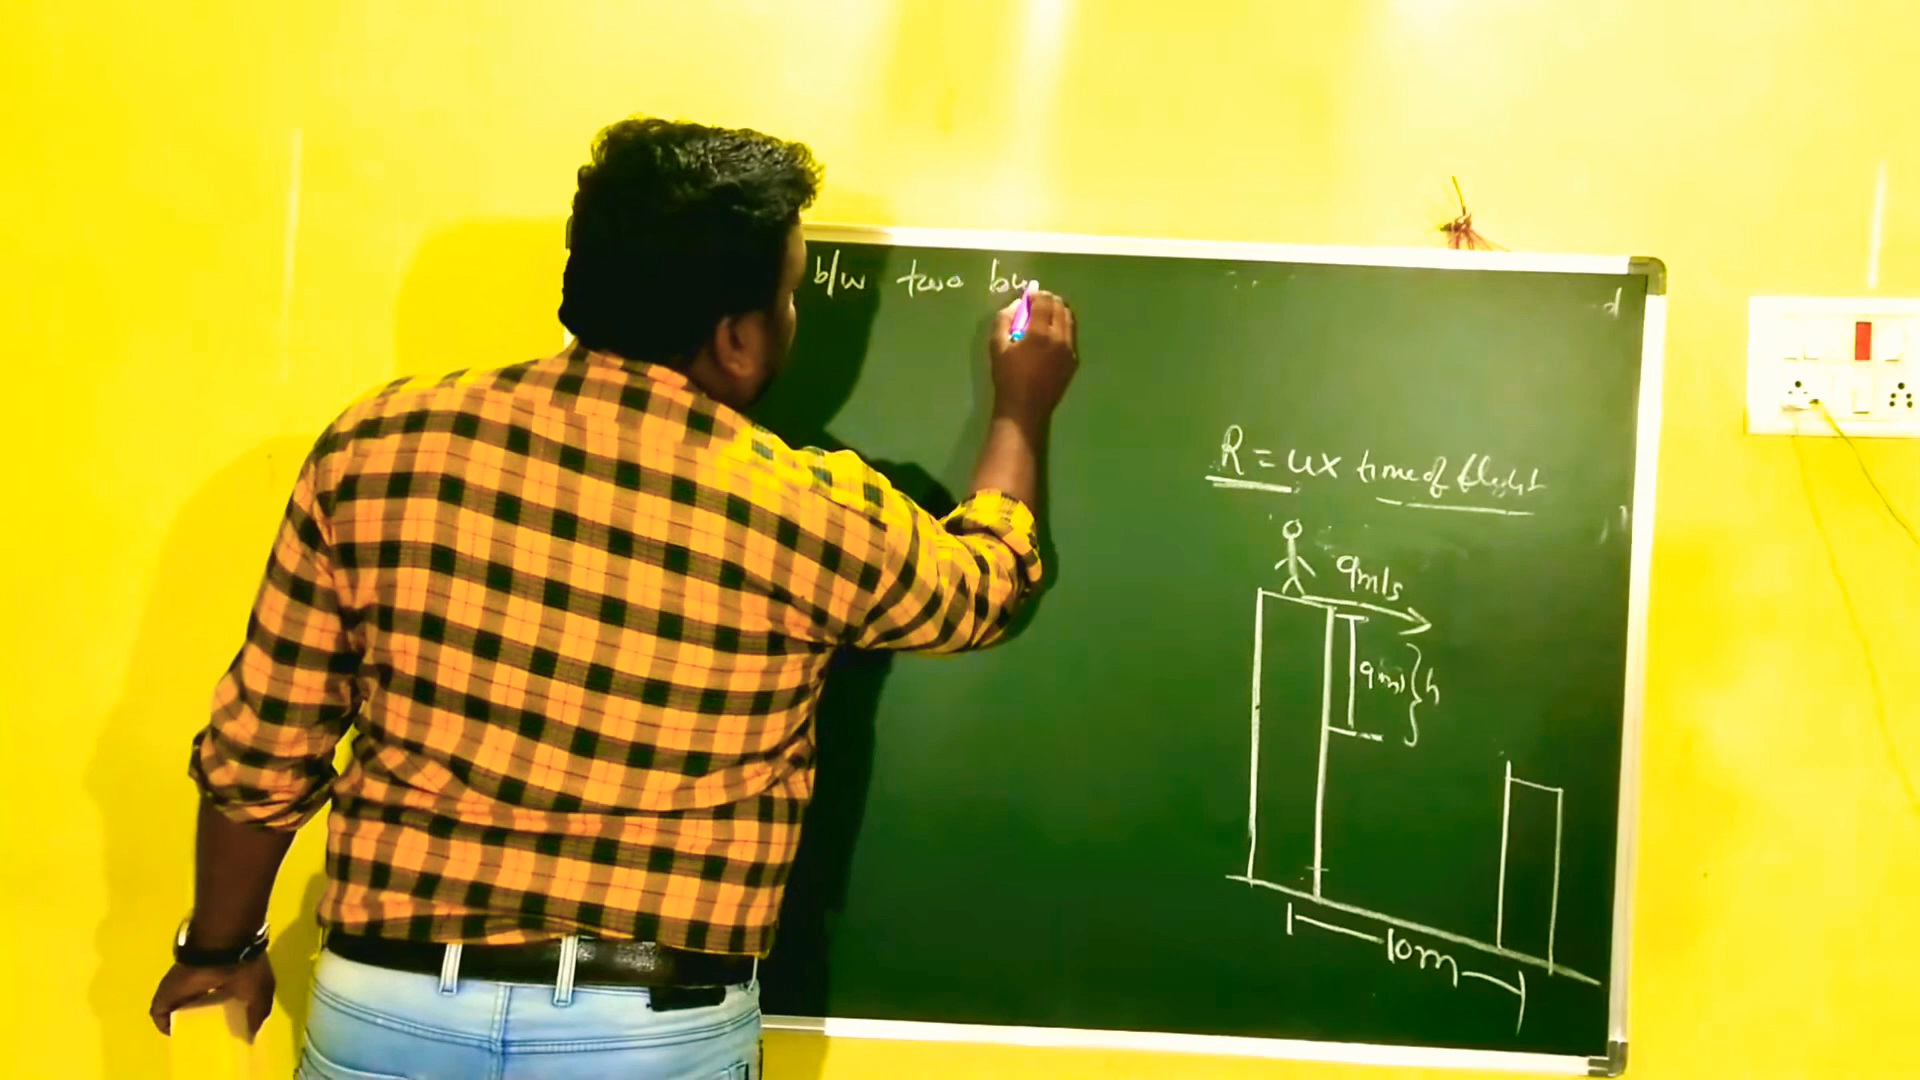 b/w two bu
R = ux time of flight
9m/s
9m h
10m